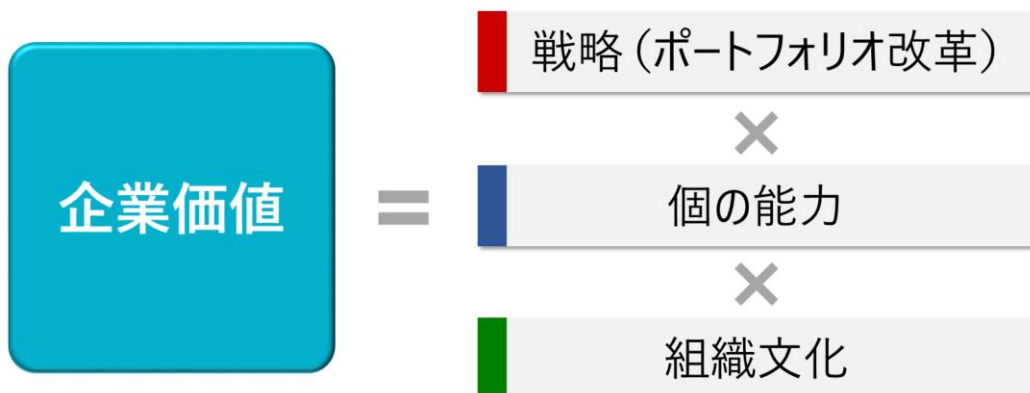 企業価値
=
戦略（ポートフォリオ改革）
×
個の能力
×
組織文化